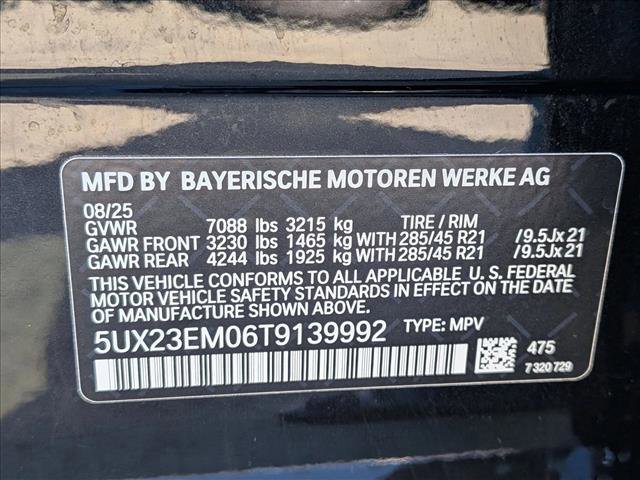 MFD BY BAYERISCHE MOTOREN WERKE AG
08/25
GVWR 7088 lbs 3215 kg TIRE / RIM
GAWR FRONT 3230 lbs 1465 kg WITH 285/45 R21 /9.5Jx21
GAWR REAR 4244 lbs 1925 kg WITH 285/45 R21 /9.5Jx21
THIS VEHICLE CONFORMS TO ALL APPLICABLE U. S. FEDERAL
MOTOR VEHICLE SAFETY STANDARDS IN EFFECT ON THE DATE
OF MANUFACTURE SHOWN ABOVE.
5UX23EM06T9139992 TYPE: MPV
475
7320729